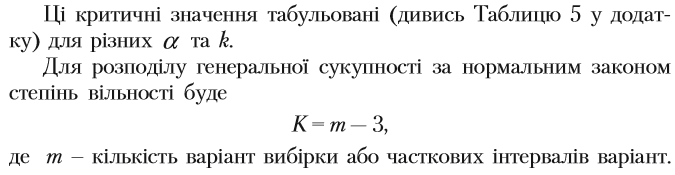 Ці критичні значення табульовані (дивись Таблицю 5 у додат-
ку) для різних α та k.
Для розподілу генеральної сукупності за нормальним законом
степінь вільності буде
K = m – 3,
де m – кількість варіант вибірки або часткових інтервалів варіант.